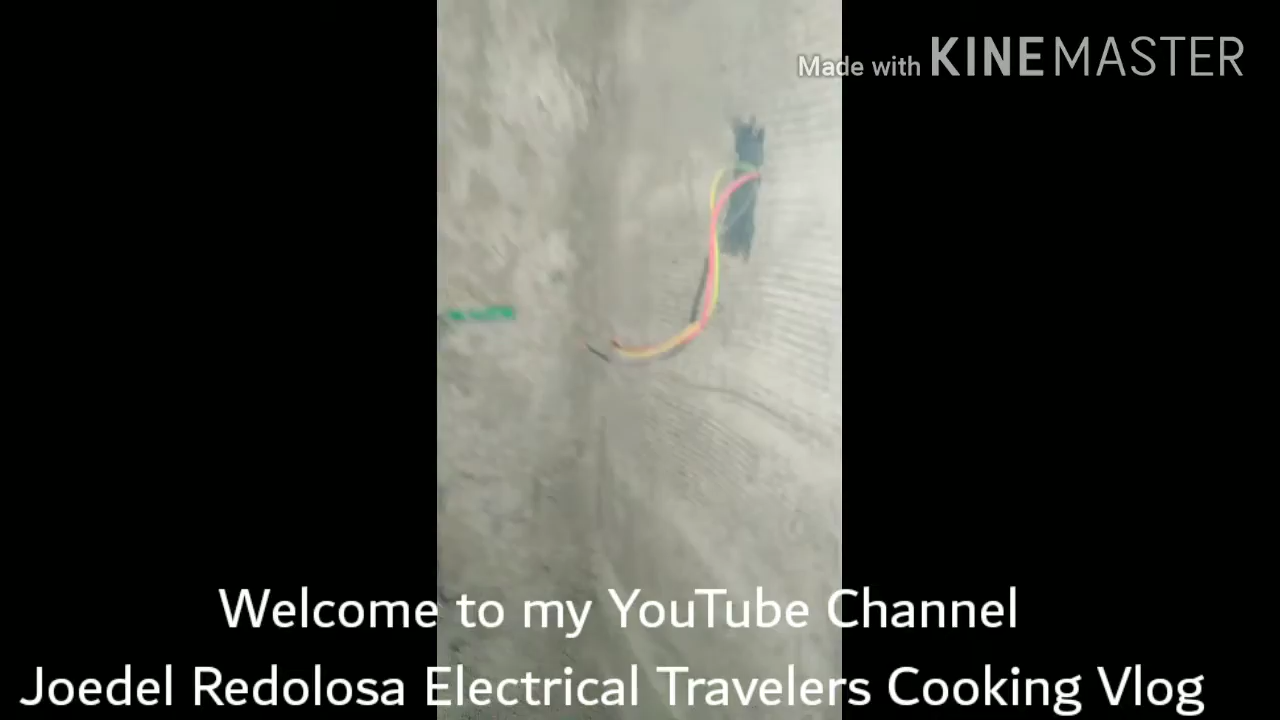 Made with KINEMASTER
Welcome to my YouTube Channel
Joedel Redolosa Electrical Travelers Cooking Vlog